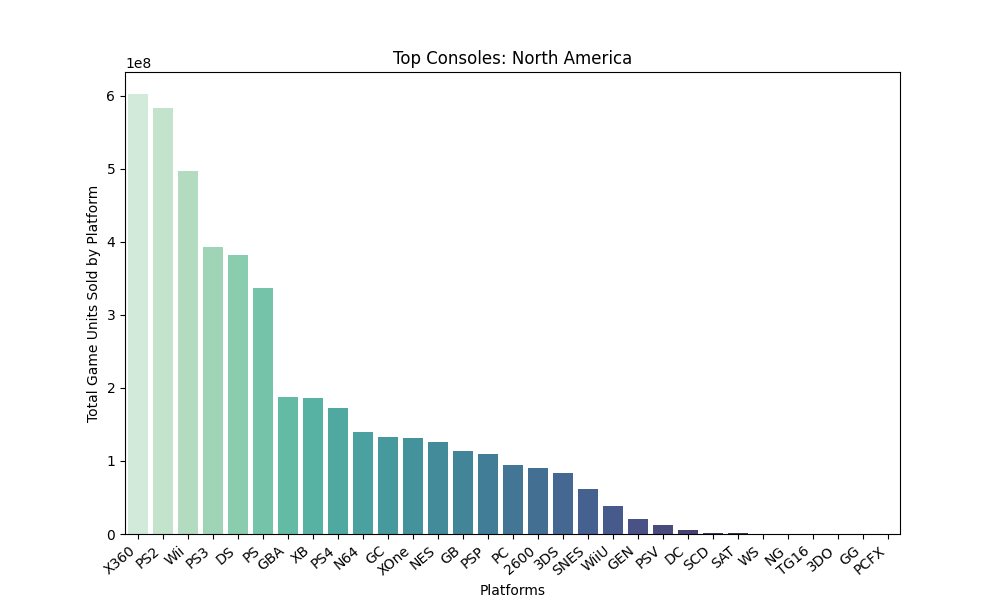 Top Consoles: North America
1e8
6
5
4
3
2
1
0
Total Game Units Sold by Platform
X360
PS2
Wii
PS3
DS
PS
GBA
XB
PS4
N64
GC
XOne
NES
GB
PSP
PC
2600
3DS
SNES
WiiU
GEN
PSV
DC
SCD
SAT
WS
NG
TG16
3DO
GG
PCFX
Platforms